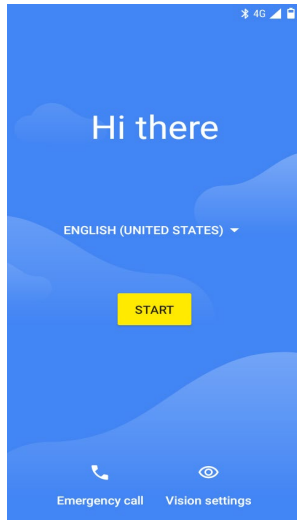 4G
Hi there
ENGLISH (UNITED STATES)
START
Emergency call Vision settings